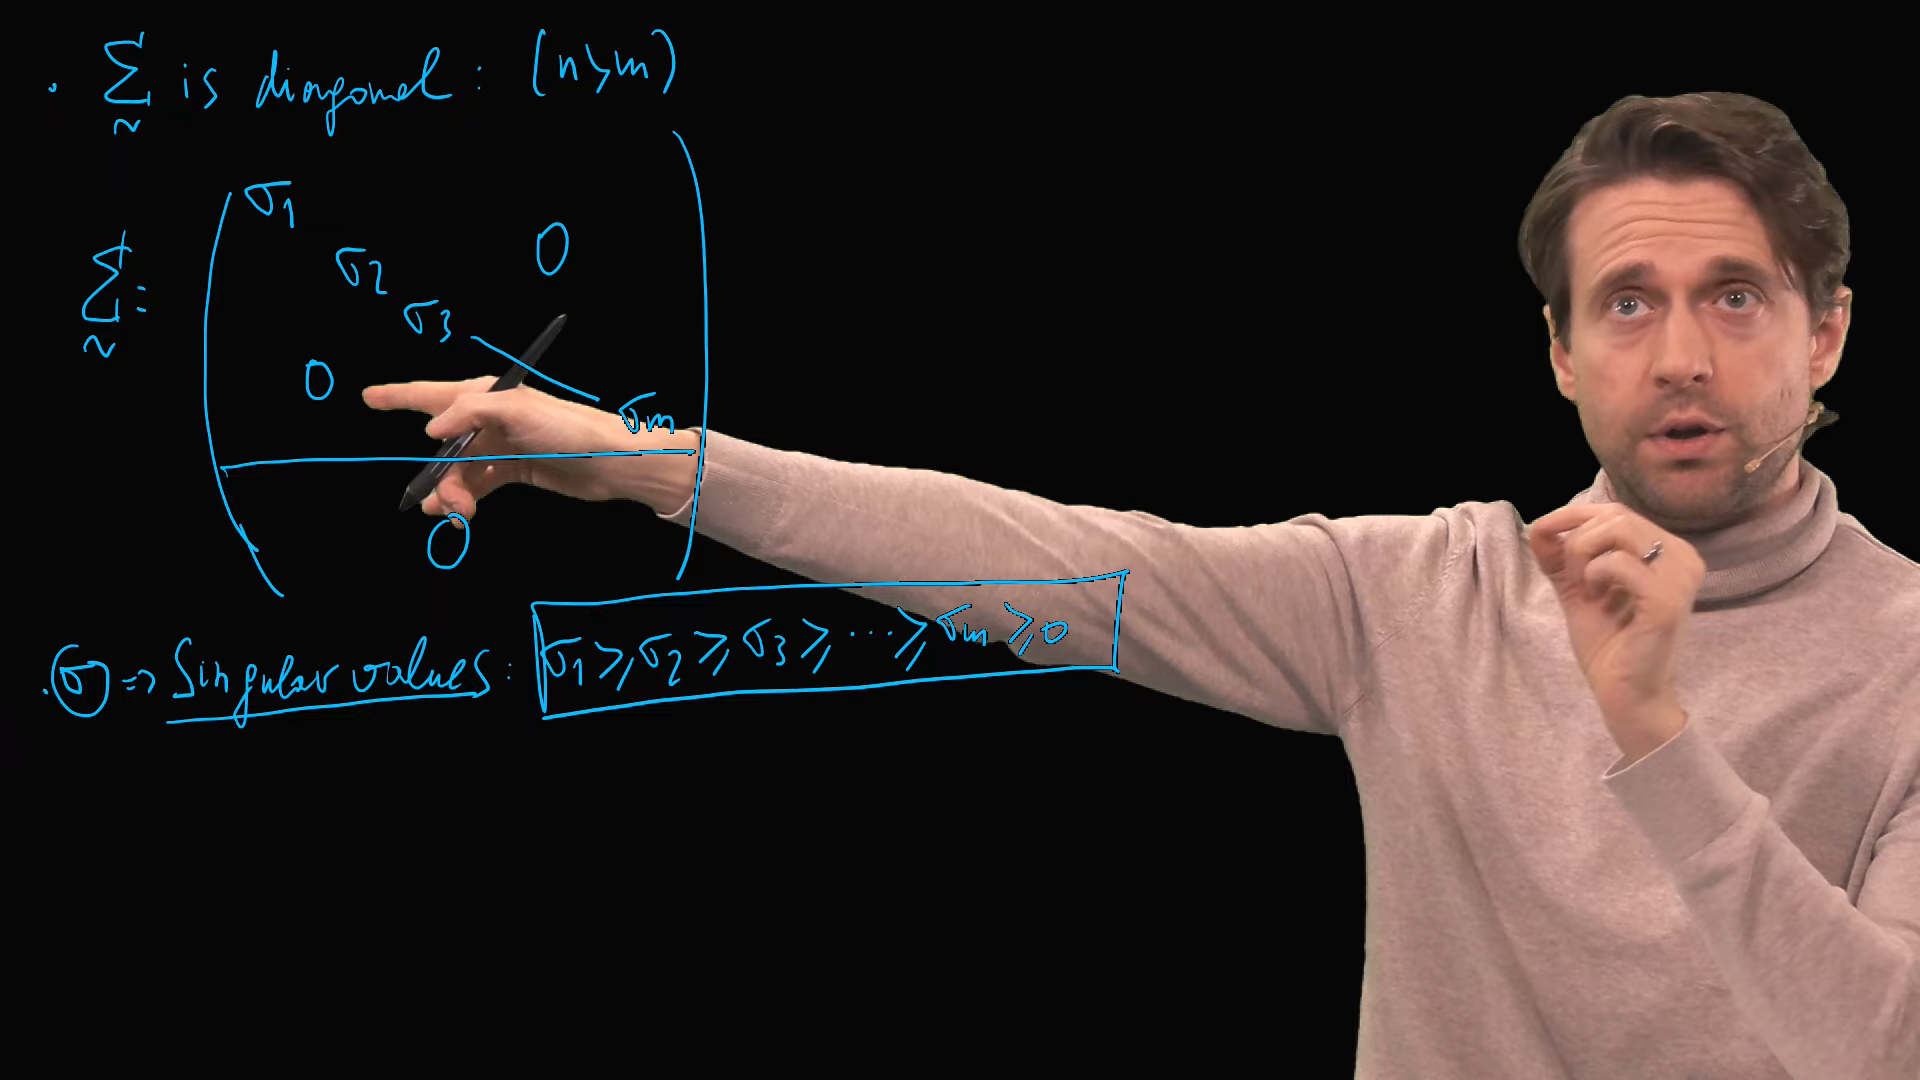 · Σ is diagonal : (n>m)
~
σ1
σ2 0
Σ = σ3
~
0 σm
0
· σ => Singular values : σ1 ⩾ σ2 ⩾ σ3 ⩾ ··· ⩾ σm ⩾ 0